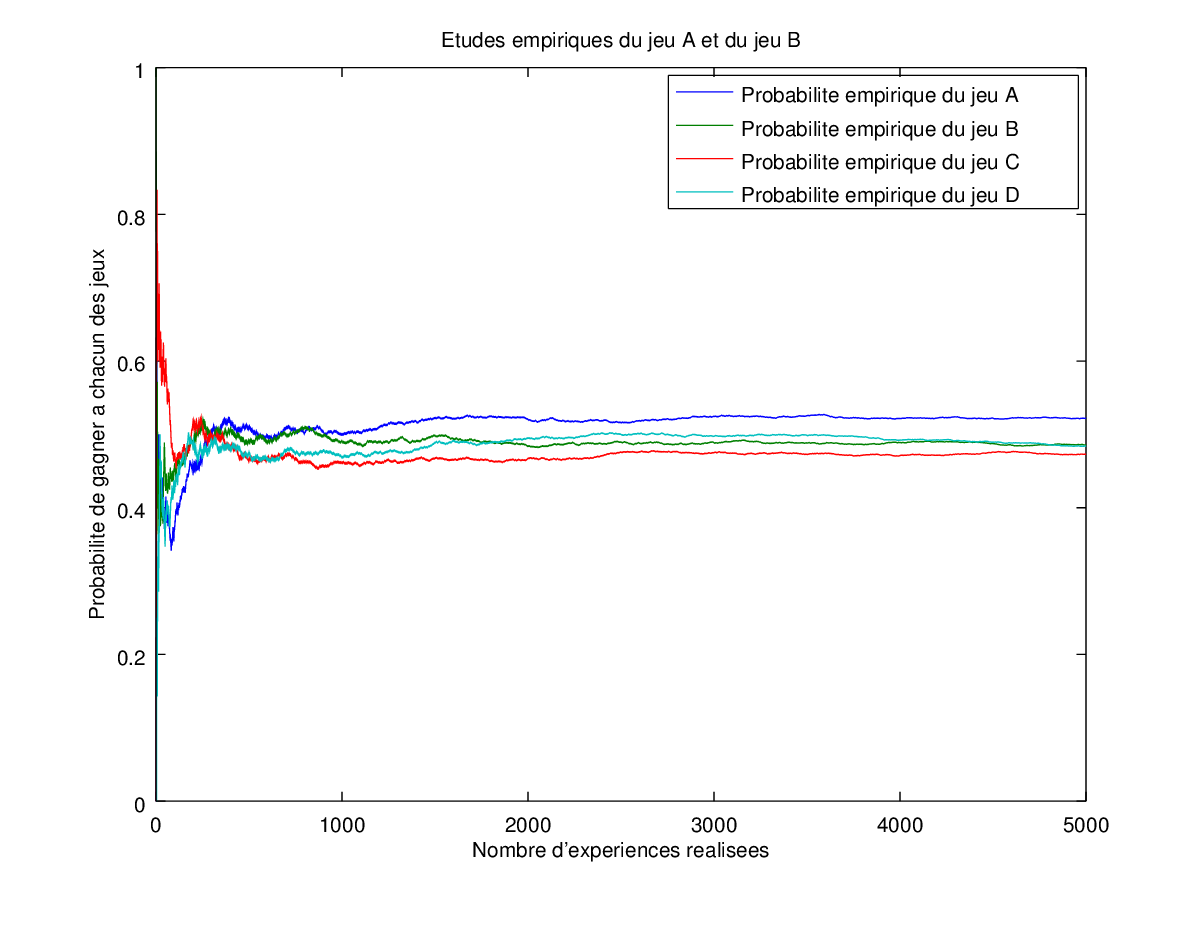 Etudes empiriques du jeu A et du jeu B
Probabilite empirique du jeu A
Probabilite empirique du jeu B
Probabilite empirique du jeu C
Probabilite empirique du jeu D
Probabilite de gagner a chacun des jeux
1
0.8
0.6
0.4
0.2
0
0 1000 2000 3000 4000 5000
Nombre d'experiences realisees